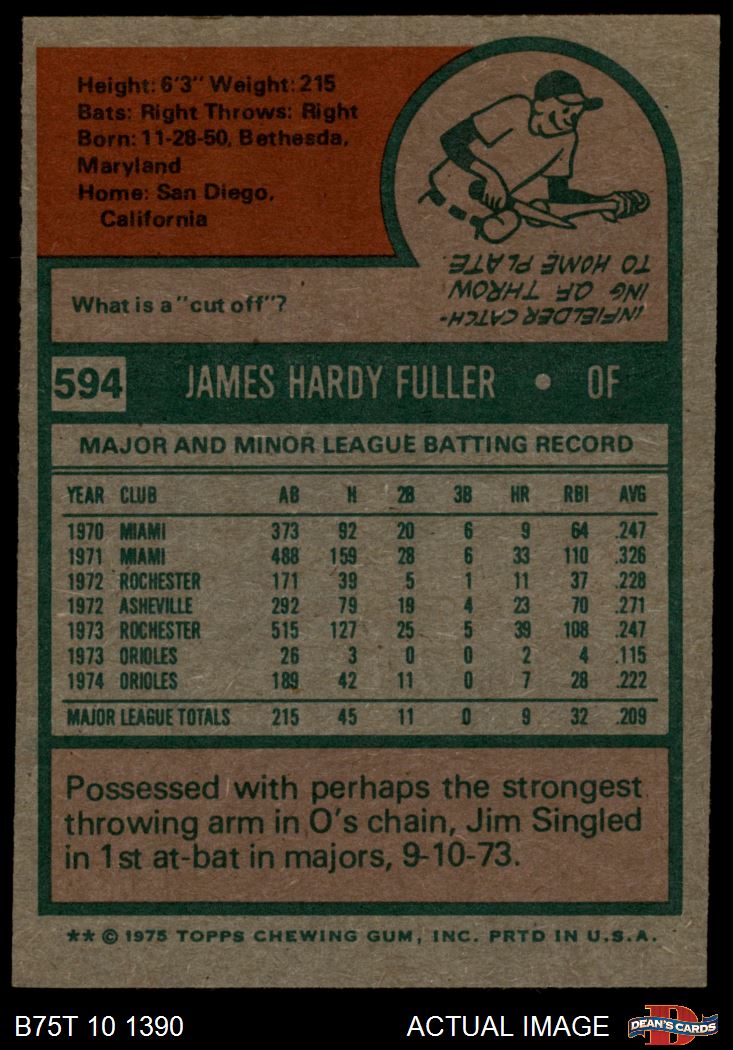 Height: 6'3" Weight: 215
Bats: Right Throws: Right
Born: 11-28-50, Bethesda,
Maryland
Home: San Diego,
California
What is a "cut off"?
INFIELDER CATCH-
ING OF THROW
TO HOME PLATE.
594 JAMES HARDY FULLER • OF
MAJOR AND MINOR LEAGUE BATTING RECORD
YEAR CLUB AB H 2B 3B HR RBI AVG
1970 MIAMI 373 92 20 6 9 64 .247
1971 MIAMI 488 159 28 6 33 110 .326
1972 ROCHESTER 171 39 5 1 11 37 .228
1972 ASHEVILLE 292 79 19 4 23 70 .271
1973 ROCHESTER 515 127 25 5 39 108 .247
1973 ORIOLES 26 3 0 0 2 4 .115
1974 ORIOLES 189 42 11 0 7 28 .222
MAJOR LEAGUE TOTALS 215 45 11 0 9 32 .209
Possessed with perhaps the strongest
throwing arm in O's chain, Jim Singled
in 1st at-bat in majors, 9-10-73.
** © 1975 TOPPS CHEWING GUM, INC. PRTD IN U.S.A.
B75T 10 1390 ACTUAL IMAGE DEAN'S CARDS